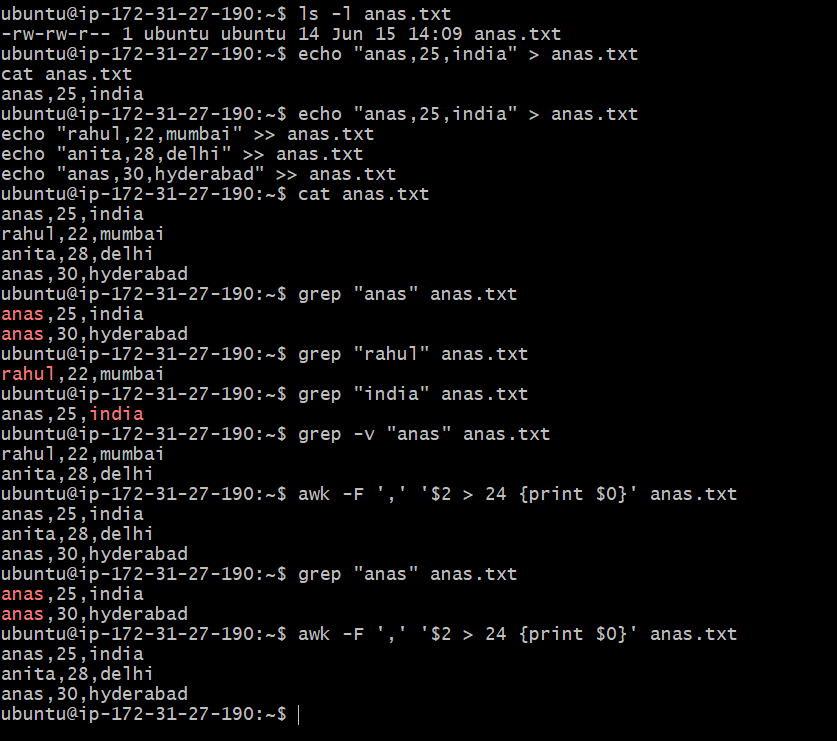 ubuntu@ip-172-31-27-190:~$ ls -l anas.txt
-rw-rw-r-- 1 ubuntu ubuntu 14 Jun 15 14:09 anas.txt
ubuntu@ip-172-31-27-190:~$ echo "anas,25,india" > anas.txt
cat anas.txt
anas,25,india
ubuntu@ip-172-31-27-190:~$ echo "anas,25,india" > anas.txt
echo "rahul,22,mumbai" >> anas.txt
echo "anita,28,delhi" >> anas.txt
echo "anas,30,hyderabad" >> anas.txt
ubuntu@ip-172-31-27-190:~$ cat anas.txt
anas,25,india
rahul,22,mumbai
anita,28,delhi
anas,30,hyderabad
ubuntu@ip-172-31-27-190:~$ grep "anas" anas.txt
anas,25,india
anas,30,hyderabad
ubuntu@ip-172-31-27-190:~$ grep "rahul" anas.txt
rahul,22,mumbai
ubuntu@ip-172-31-27-190:~$ grep "india" anas.txt
anas,25,india
ubuntu@ip-172-31-27-190:~$ grep -v "anas" anas.txt
rahul,22,mumbai
anita,28,delhi
ubuntu@ip-172-31-27-190:~$ awk -F ',' '$2 > 24 {print $0}' anas.txt
anas,25,india
anita,28,delhi
anas,30,hyderabad
ubuntu@ip-172-31-27-190:~$ grep "anas" anas.txt
anas,25,india
anas,30,hyderabad
ubuntu@ip-172-31-27-190:~$ awk -F ',' '$2 > 24 {print $0}' anas.txt
anas,25,india
anita,28,delhi
anas,30,hyderabad
ubuntu@ip-172-31-27-190:~$